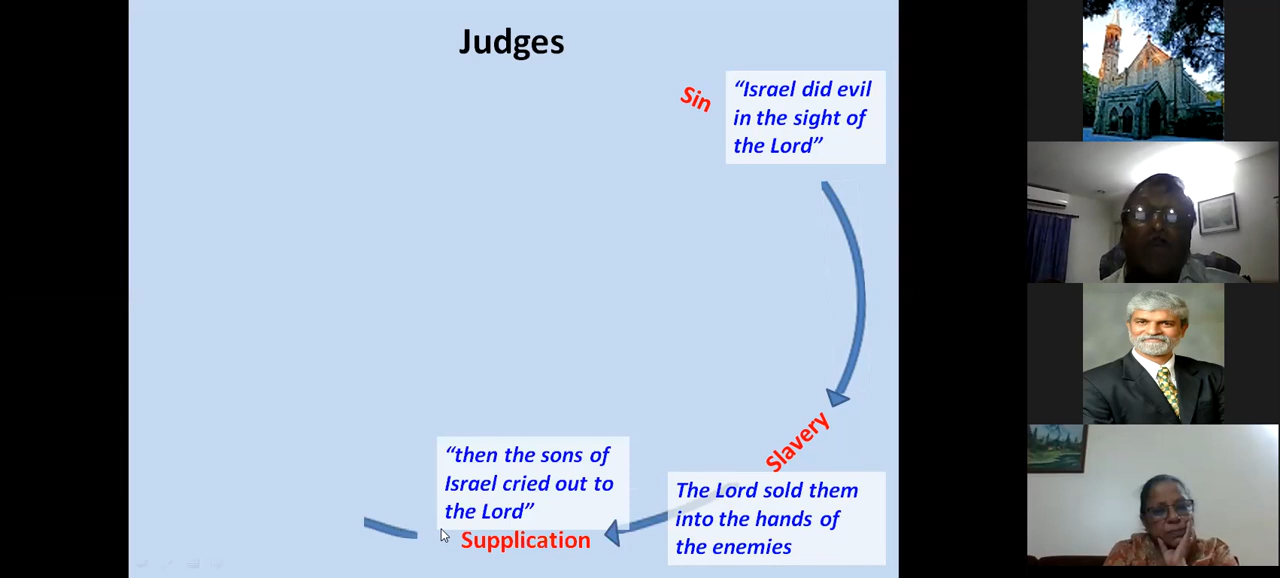 Judges
Sin
“Israel did evil
in the sight of
the Lord”
Slavery
The Lord sold them
into the hands of
the enemies
“then the sons of
Israel cried out to
the Lord”
Supplication